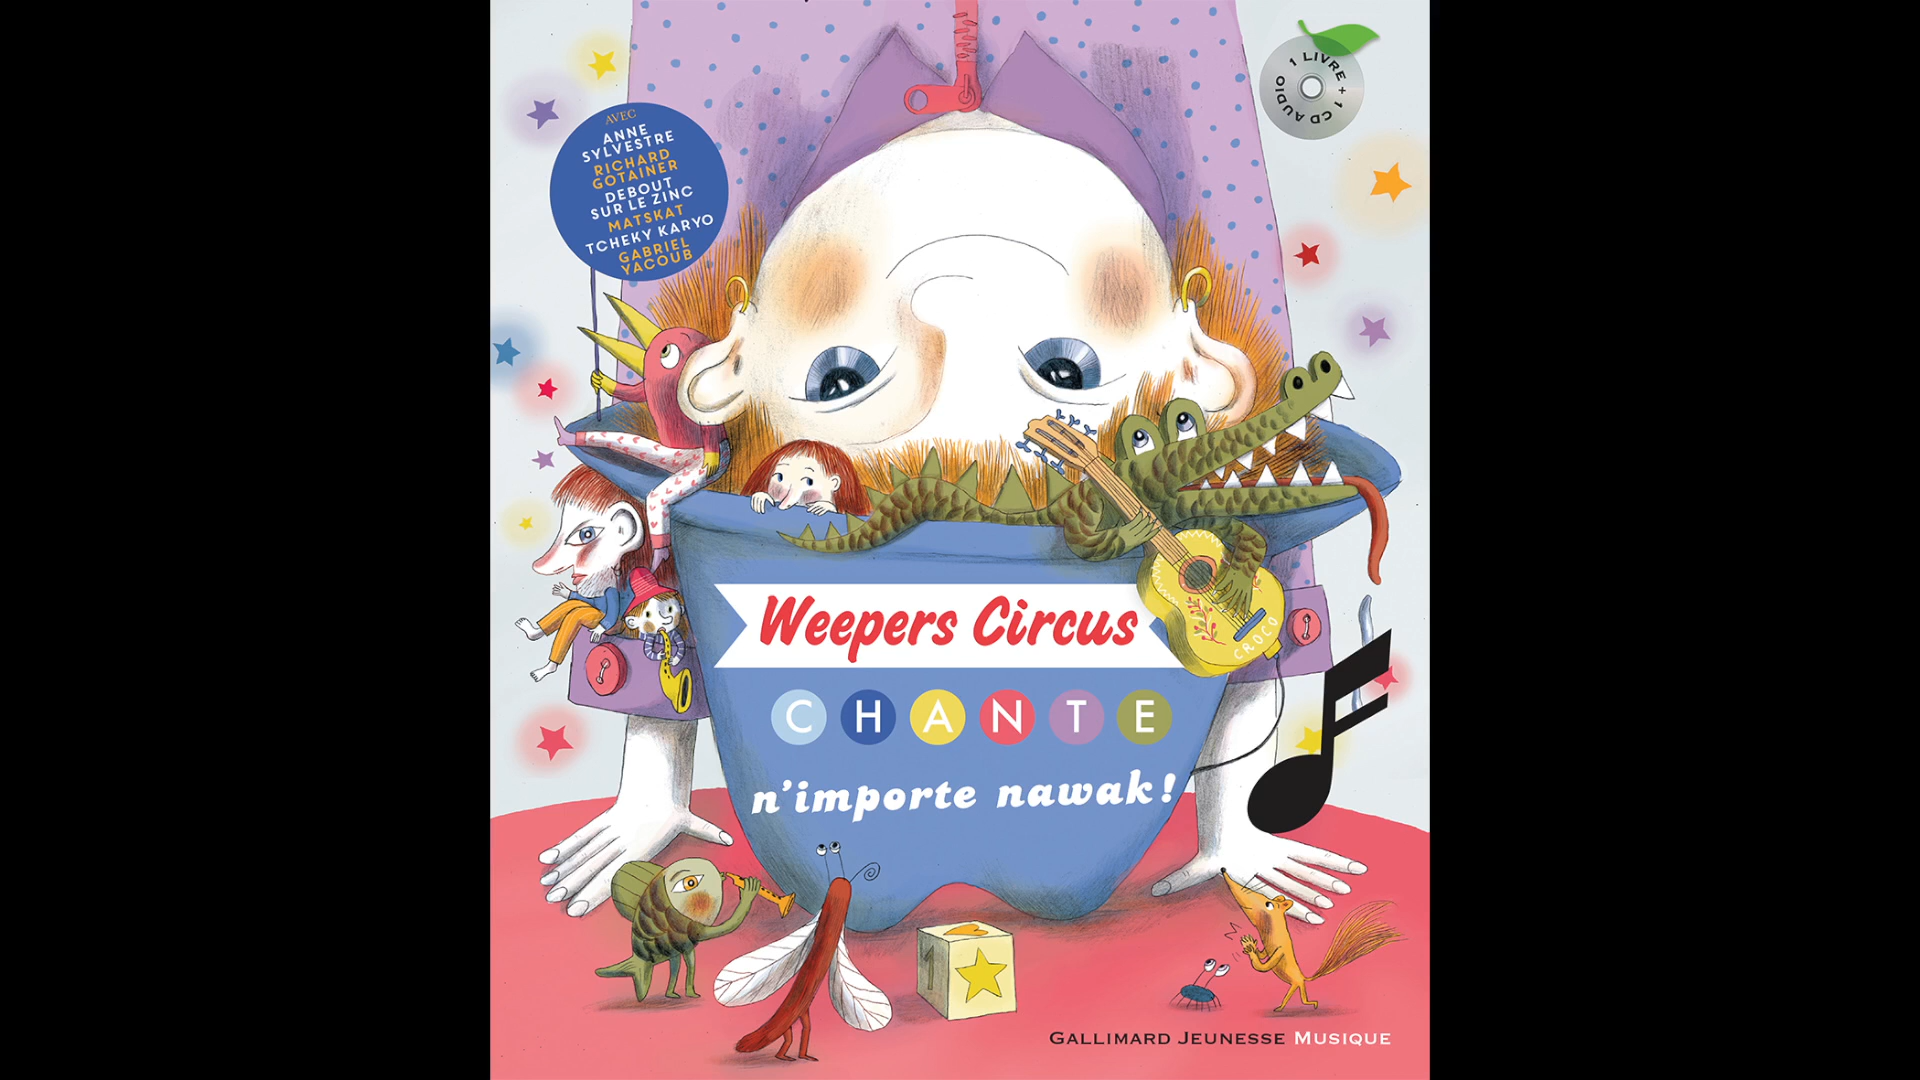 AVEC
ANNE
SYLVESTRE
RICHARD
GOTAINER
DEBOUT
SUR LE ZINC
MATSKAT
TCHEKY KARYO
GABRIEL
YACOUB
1 LIVRE + 1 CD AUDIO
CROCO
Weepers Circus
CHANTE
n'importe nawak !
1
GALLIMARD JEUNESSE MUSIQUE